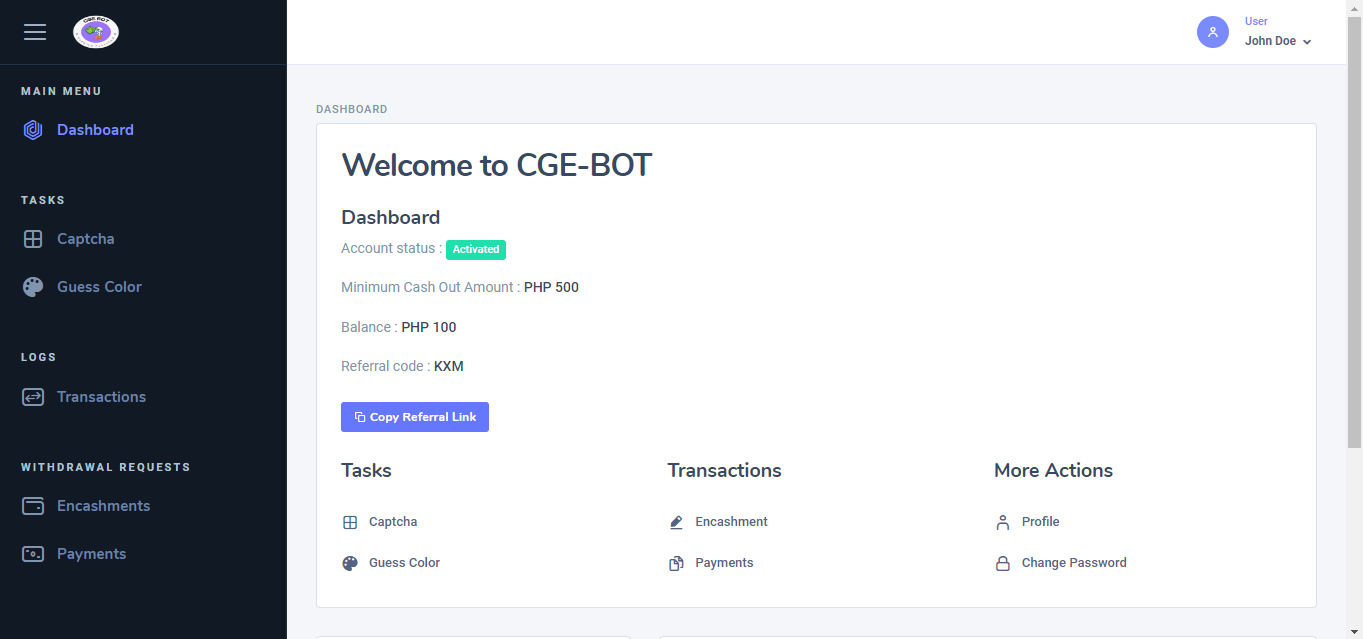 CGE BOT
User
John Doe
MAIN MENU
Dashboard
TASKS
Captcha
Guess Color
LOGS
Transactions
WITHDRAWAL REQUESTS
Encashments
Payments
DASHBOARD
Welcome to CGE-BOT
Dashboard
Account status : Activated
Minimum Cash Out Amount : PHP 500
Balance : PHP 100
Referral code : KXM
Copy Referral Link
Tasks
Captcha
Guess Color
Transactions
Encashment
Payments
More Actions
Profile
Change Password